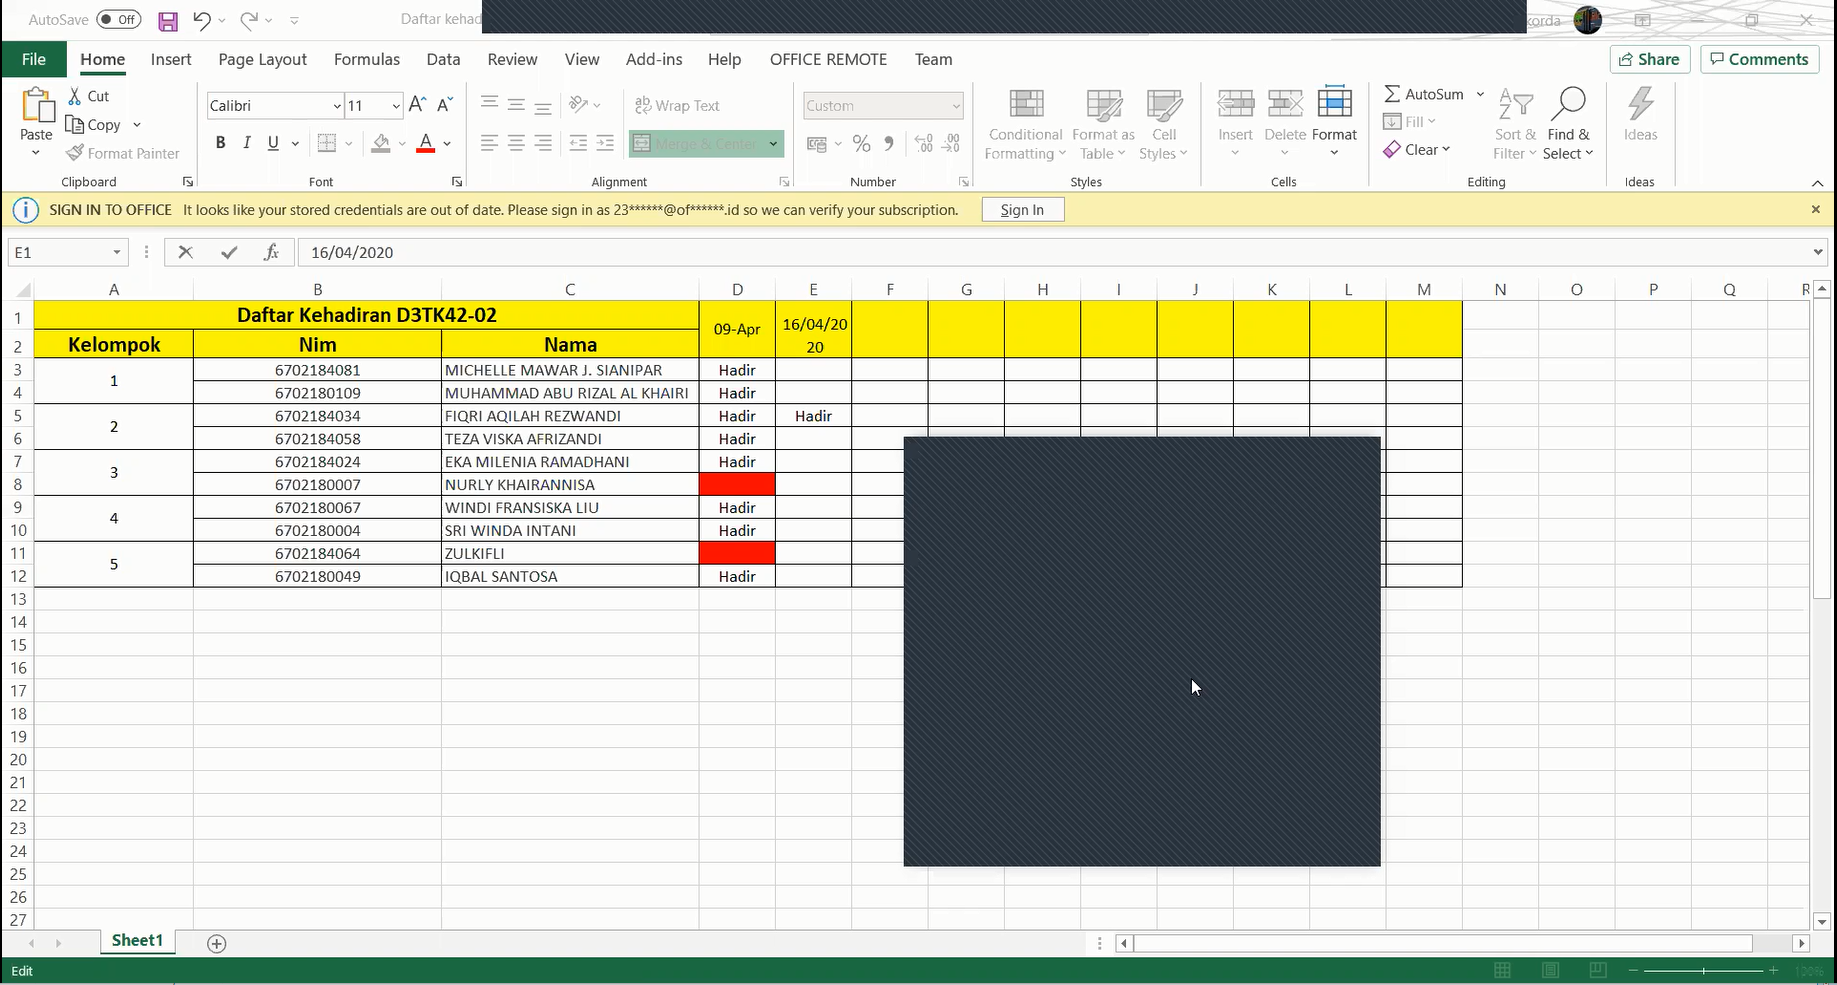 AutoSave Off Daftar kehad korda
File Home Insert Page Layout Formulas Data Review View Add-ins Help OFFICE REMOTE Team Share Comments
Paste Cut Copy Format Painter
Calibri 11 B I U A
ab Wrap Text
Merge & Center
Custom
% .00
Conditional Formatting Format as Table Cell Styles
Insert Delete Format
AutoSum Fill Clear Sort & Filter Find & Select Ideas
Clipboard Font Alignment Number Styles Cells Editing Ideas
SIGN IN TO OFFICE It looks like your stored credentials are out of date. Please sign in as 23******@of******.id so we can verify your subscription. Sign In
E1 fx 16/04/2020
A B C D E F G H I J K L M N O P Q R
1 Daftar Kehadiran D3TK42-02 09-Apr 16/04/20
2 Kelompok Nim Nama 20
3 1 6702184081 MICHELLE MAWAR J. SIANIPAR Hadir
4 6702180109 MUHAMMAD ABU RIZAL AL KHAIRI Hadir
5 2 6702184034 FIQRI AQILAH REZWANDI Hadir Hadir
6 6702184058 TEZA VISKA AFRIZANDI Hadir
7 3 6702184024 EKA MILENIA RAMADHANI Hadir
8 6702180007 NURLY KHAIRANNISA
9 4 6702180067 WINDI FRANSISKA LIU Hadir
10 6702180004 SRI WINDA INTANI Hadir
11 5 6702184064 ZULKIFLI
12 6702180049 IQBAL SANTOSA Hadir
13
14
15
16
17
18
19
20
21
22
23
24
25
26
27
Sheet1
Edit 100%